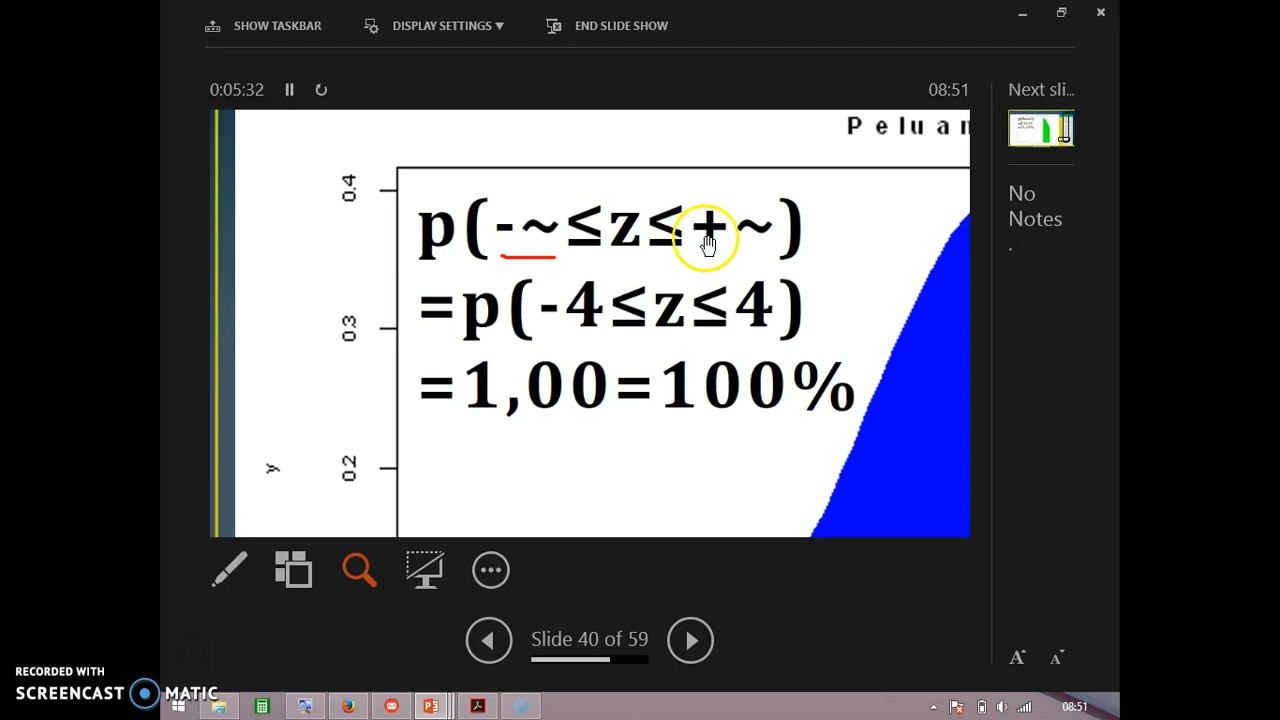 SHOW TASKBAR
DISPLAY SETTINGS ▼
END SLIDE SHOW
0:05:32
08:51
Next sli...
Peluan
0.4
p(-~≤z≤+~)
No
Notes
.
=p(-4≤z≤4)
0.3
=1,00=100%
y
0.2
Slide 40 of 59
RECORDED WITH
SCREENCAST MATIC
08:51